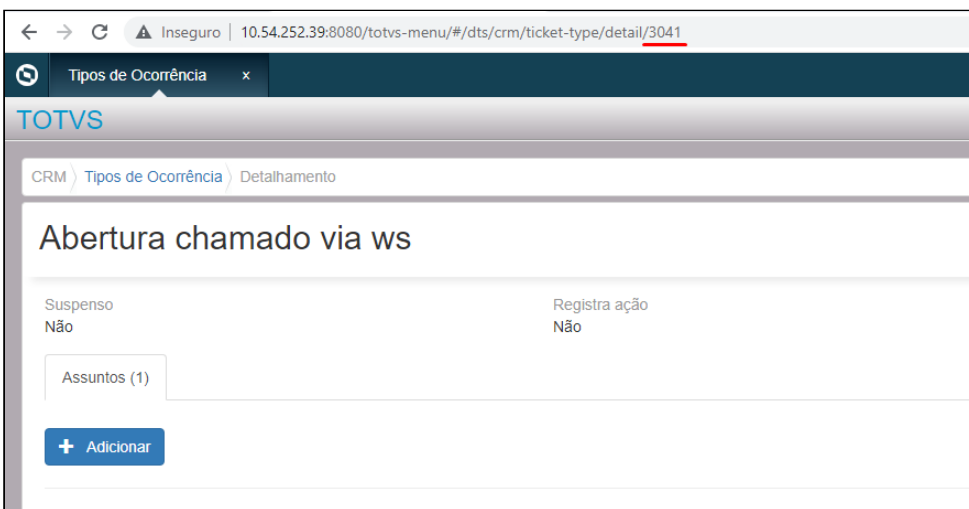 Inseguro | 10.54.252.39:8080/totvs-menu/#/dts/crm/ticket-type/detail/3041
Tipos de Ocorrência x
TOTVS
CRM Tipos de Ocorrência Detalhamento
Abertura chamado via ws
Suspenso Registra ação
Não Não
Assuntos (1)
+ Adicionar